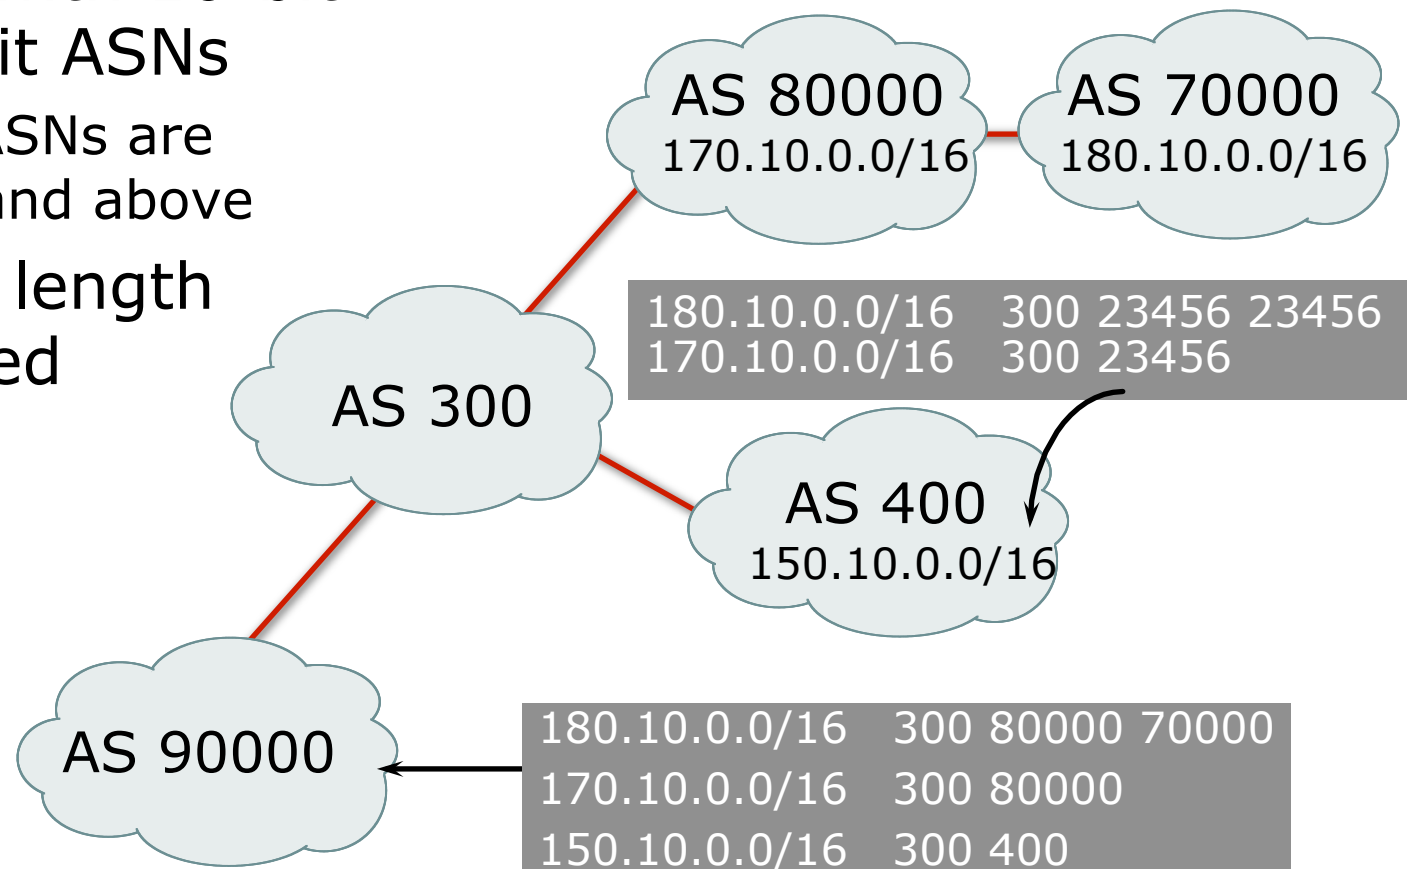 it ASNs
ASNs are
and above
length
ed
AS 80000
170.10.0.0/16
AS 70000
180.10.0.0/16
180.10.0.0/16 300 23456 23456
170.10.0.0/16 300 23456
AS 300
AS 400
150.10.0.0/16
AS 90000
180.10.0.0/16 300 80000 70000
170.10.0.0/16 300 80000
150.10.0.0/16 300 400